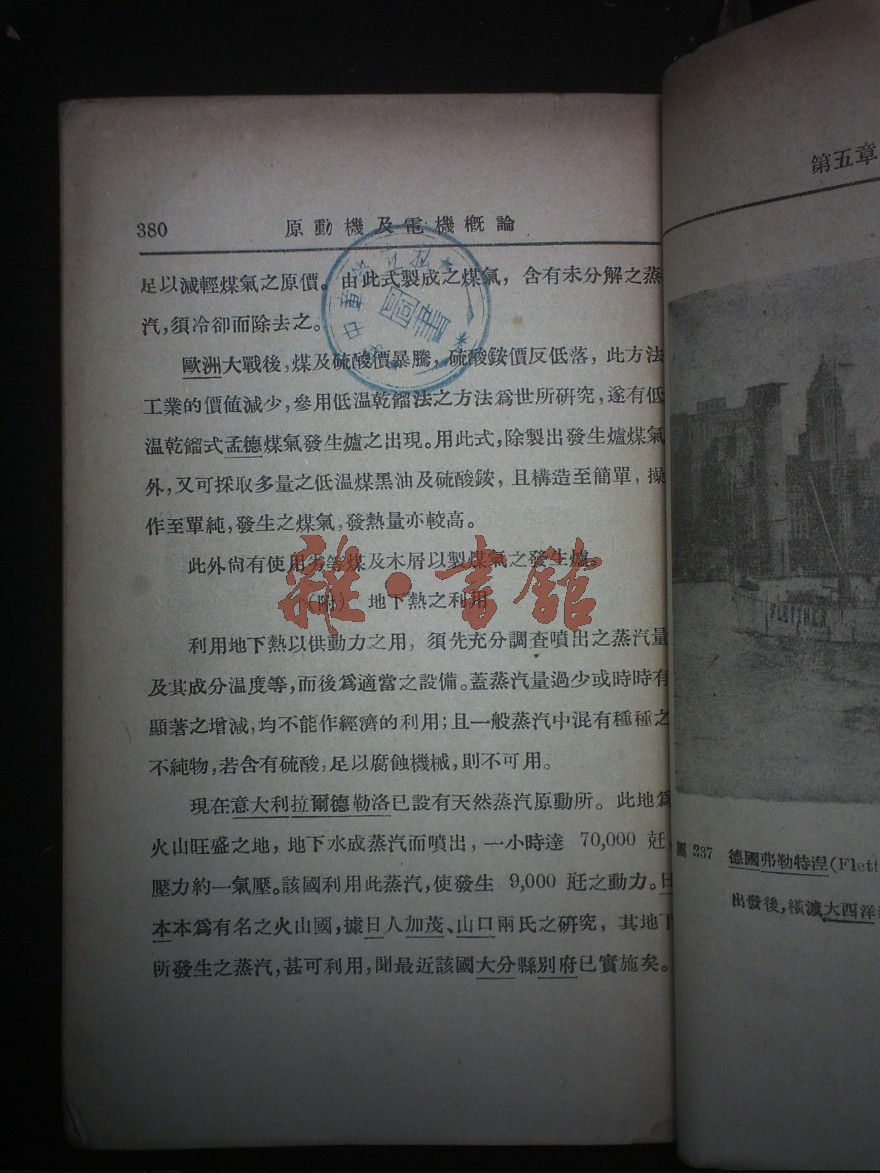 380 原動機及電機概論
足以減輕煤氣之原價。由此式製成之煤氣,含有未分解之蒸
汽,須冷卻而除去之。
歐洲大戰後,煤及硫酸價暴騰,硫酸銨價反低落,此方法
工業的價値減少,參用低温乾餾法之方法爲世所研究,遂有低
温乾餾式孟德煤氣發生爐之出現。用此式,除製出發生爐煤氣
外,又可採取多量之低温煤黑油及硫酸銨,且構造至簡單,操
作至單純,發生之煤氣,發熱量亦較高。
此外尙有使用劣等煤及木屑以製煤氣之發生爐。
(附) 地下熱之利用
利用地下熱以供動力之用,須先充分調查噴出之蒸汽量
及其成分温度等,而後爲適當之設備。蓋蒸汽量過少或時時有
顯著之增減,均不能作經濟的利用;且一般蒸汽中混有種種之
不純物,若含有硫酸,足以腐蝕機械,則不可用。
現在意大利拉爾德勒洛已設有天然蒸汽原動所。此地爲
火山旺盛之地,地下水成蒸汽而噴出,一小時達 70,000 瓩,
壓力約一氣壓。該國利用此蒸汽,使發生 9,000 瓩之動力。日
本本爲有名之火山國,據日人加茂、山口兩氏之研究,其地下
所發生之蒸汽,甚可利用,聞最近該國大分縣別府已實施矣。
圖書
雜·書館
第五章
圖 237 德國弗勒特涅(Flett
出發後,橫渡大西洋